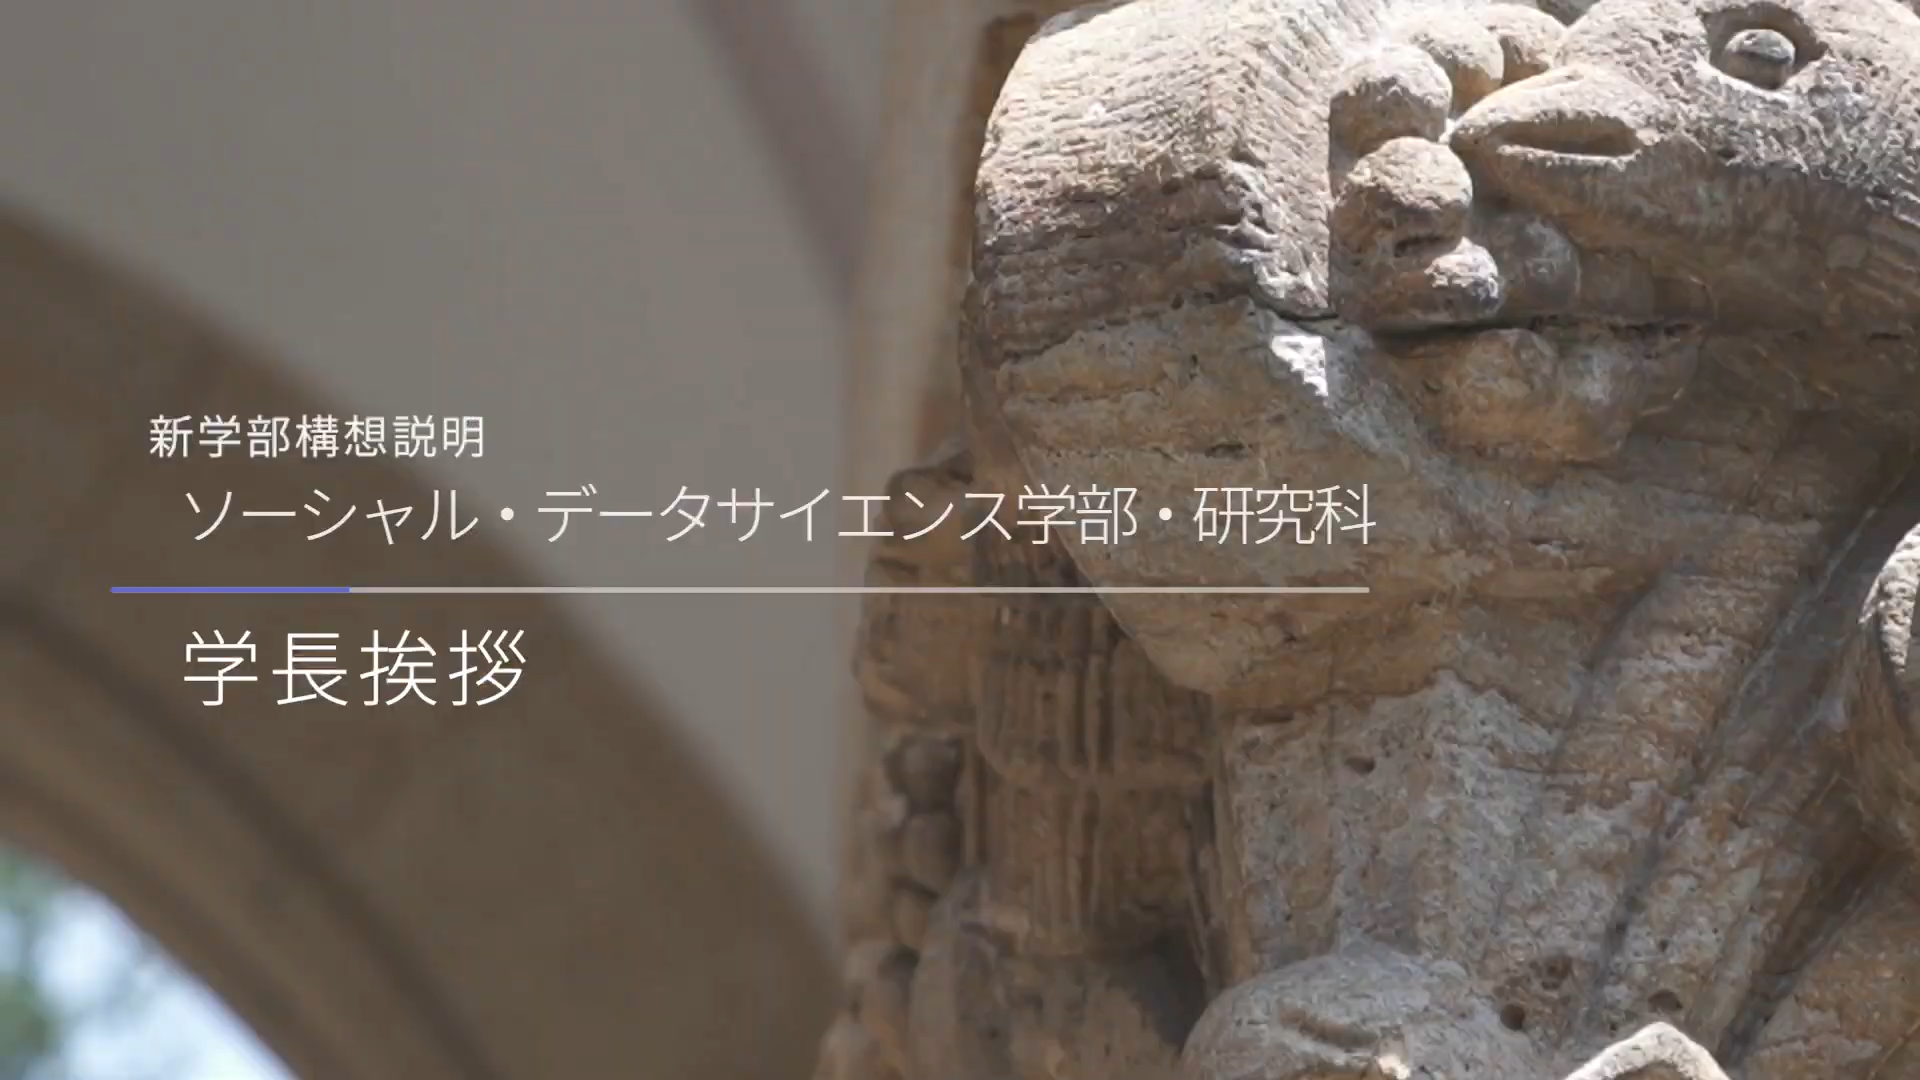 新学部構想説明
ソーシャル・データサイエンス学部・研究科
学長挨拶